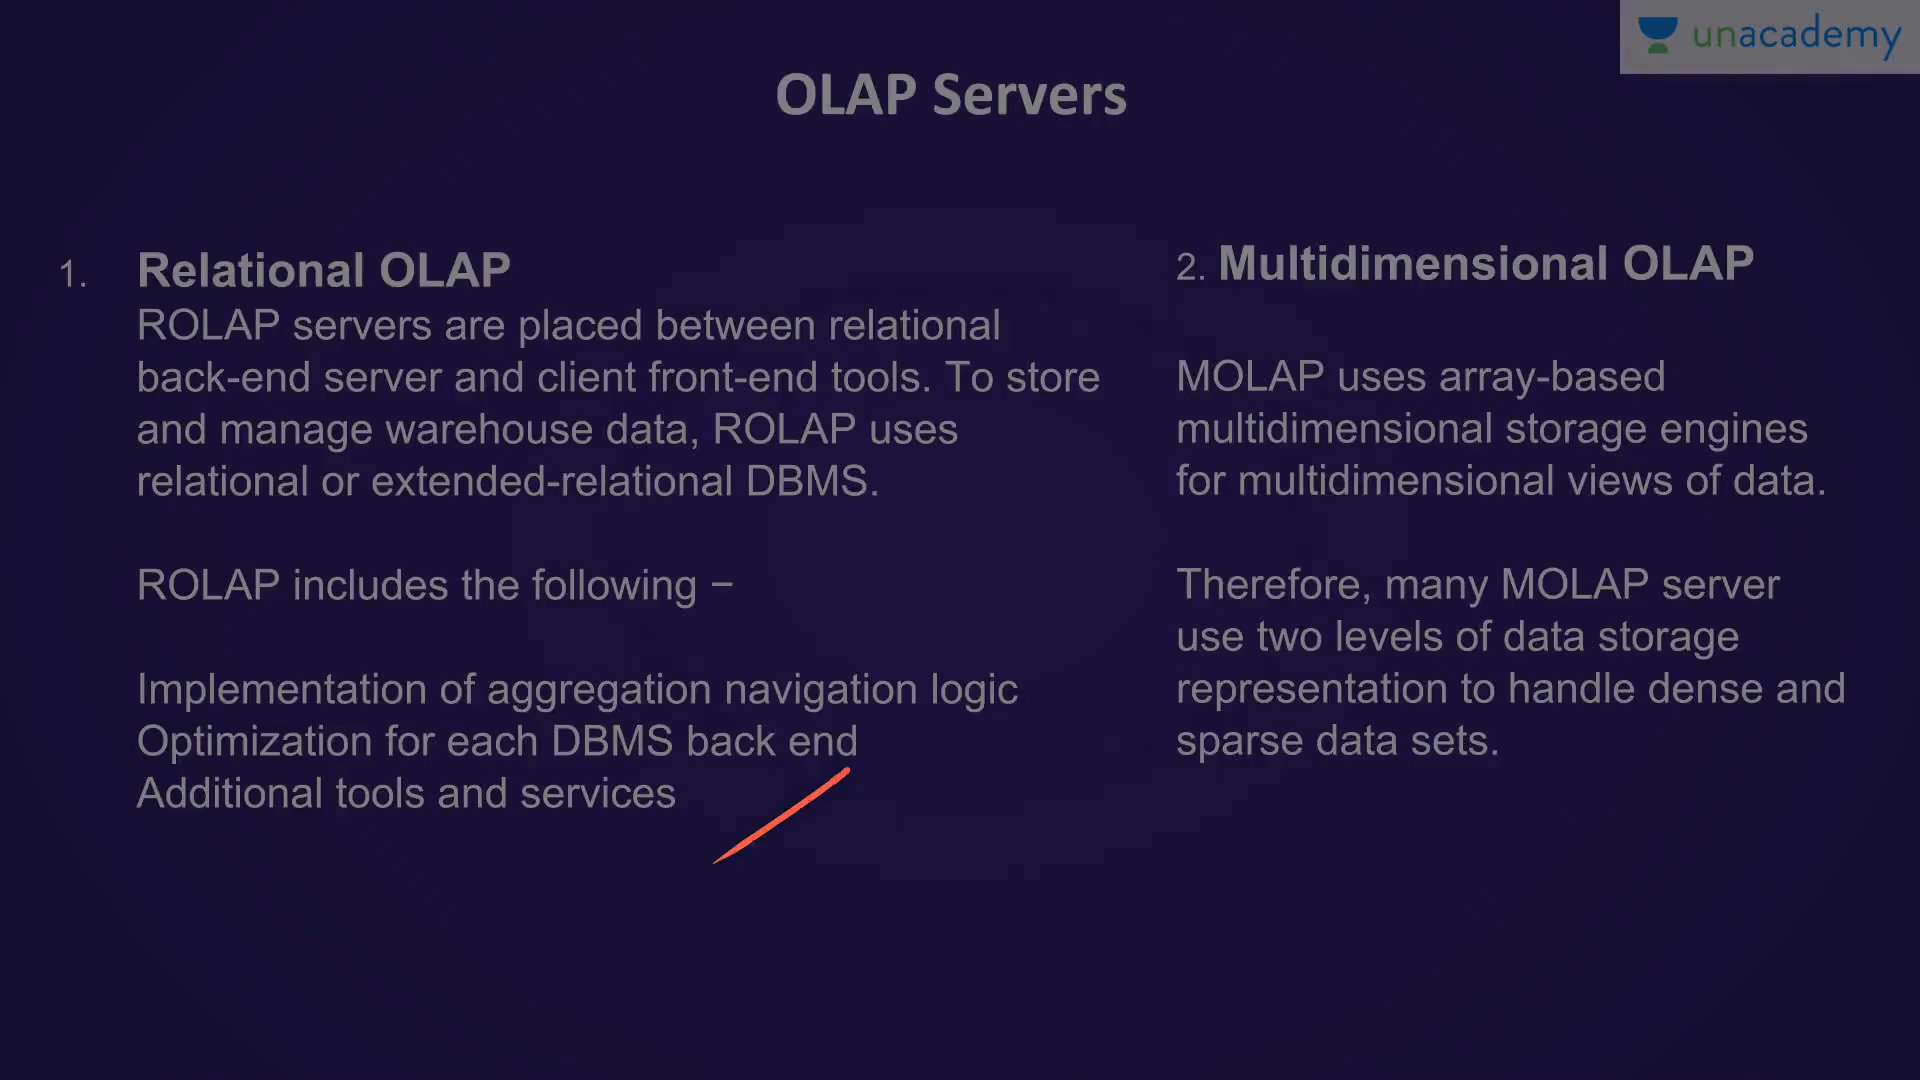 unacademy
OLAP Servers
1. Relational OLAP
ROLAP servers are placed between relational
back-end server and client front-end tools. To store
and manage warehouse data, ROLAP uses
relational or extended-relational DBMS.
ROLAP includes the following −
Implementation of aggregation navigation logic
Optimization for each DBMS back end
Additional tools and services
2. Multidimensional OLAP
MOLAP uses array-based
multidimensional storage engines
for multidimensional views of data.
Therefore, many MOLAP server
use two levels of data storage
representation to handle dense and
sparse data sets.